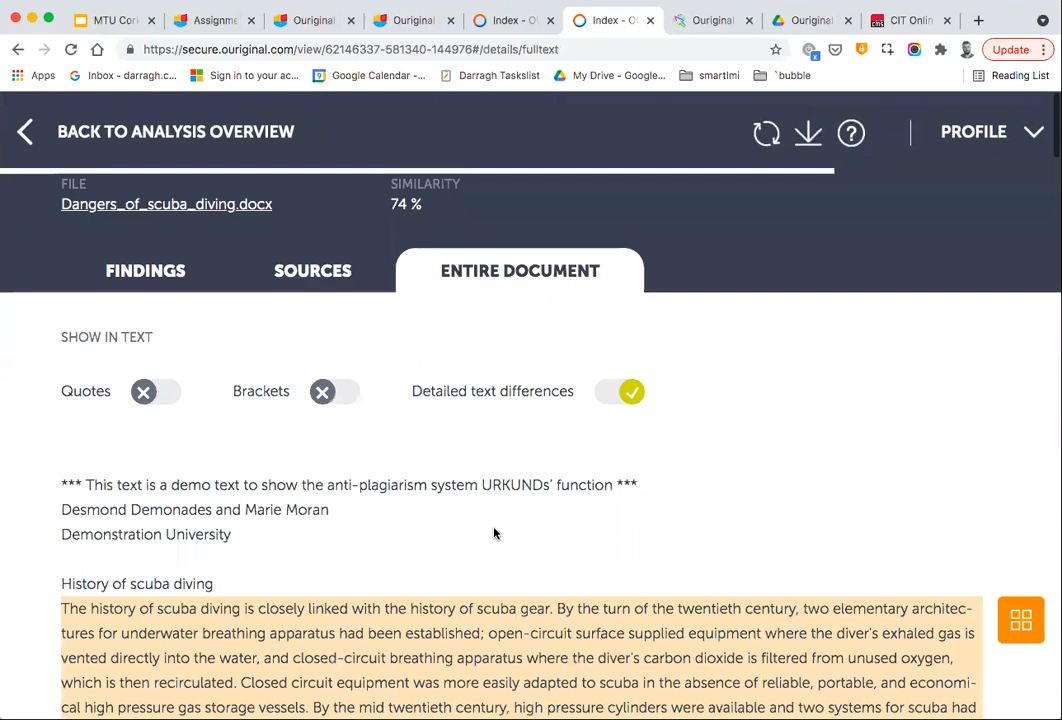 MTU Cork
Assignme
Ouriginal
Ouriginal
Index - O
Index - O
Ouriginal
Ouriginal
CIT Onlin
https://secure.ouriginal.com/view/62146337-581340-144976#/details/fulltext
Update
Apps
Inbox - darragh.c...
Sign in to your ac...
Google Calendar -...
Darragh Taskslist
My Drive - Google...
smartlmi
`bubble
Reading List
BACK TO ANALYSIS OVERVIEW
PROFILE
FILE
SIMILARITY
Dangers_of_scuba_diving.docx
74 %
FINDINGS
SOURCES
ENTIRE DOCUMENT
SHOW IN TEXT
Quotes
Brackets
Detailed text differences
*** This text is a demo text to show the anti-plagiarism system URKUNDs' function ***
Desmond Demonades and Marie Moran
Demonstration University
History of scuba diving
The history of scuba diving is closely linked with the history of scuba gear. By the turn of the twentieth century, two elementary architec-
tures for underwater breathing apparatus had been established; open-circuit surface supplied equipment where the diver's exhaled gas is
vented directly into the water, and closed-circuit breathing apparatus where the diver's carbon dioxide is filtered from unused oxygen,
which is then recirculated. Closed circuit equipment was more easily adapted to scuba in the absence of reliable, portable, and economi-
cal high pressure gas storage vessels. By the mid twentieth century, high pressure cylinders were available and two systems for scuba had